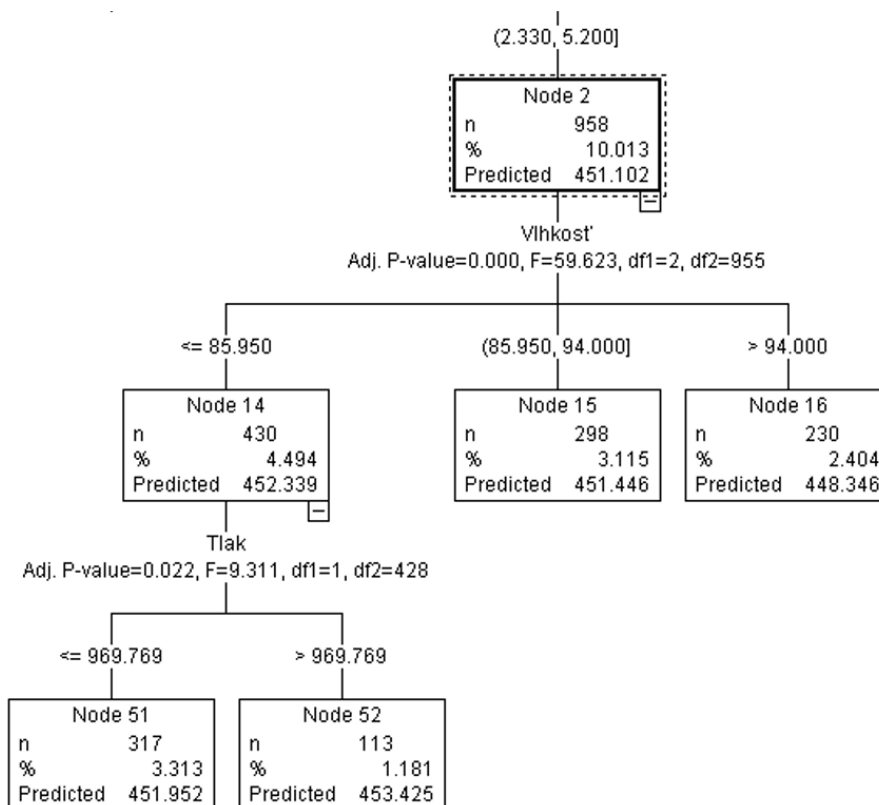 (2.330, 5.200]
Node 2
n 958
% 10.013
Predicted 451.102
Vlhkosť
Adj. P-value=0.000, F=59.623, df1=2, df2=955
<= 85.950 (85.950, 94.000] > 94.000
Node 14
n 430
% 4.494
Predicted 452.339
Node 15
n 298
% 3.115
Predicted 451.446
Node 16
n 230
% 2.404
Predicted 448.346
Tlak
Adj. P-value=0.022, F=9.311, df1=1, df2=428
<= 969.769 > 969.769
Node 51
n 317
% 3.313
Predicted 451.952
Node 52
n 113
% 1.181
Predicted 453.425